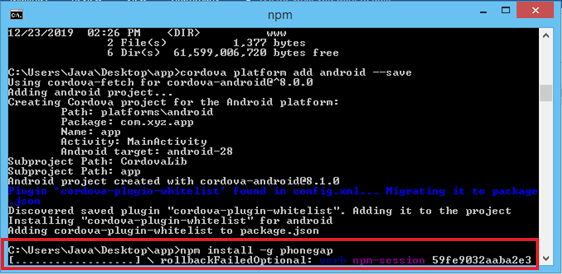 npm
12/23/2019  02:26 PM    <DIR>          www
               2 File(s)          1,377 bytes
               6 Dir(s)  61,599,006,720 bytes free
C:\Users\Java\Desktop\app>cordova platform add android --save
Using cordova-fetch for cordova-android@^8.0.0
Adding android project...
Creating Cordova project for the Android platform:
        Path: platforms\android
        Package: com.xyz.app
        Name: app
        Activity: MainActivity
        Android target: android-28
Subproject Path: CordovaLib
Subproject Path: app
Android project created with cordova-android@8.1.0
Plugin 'cordova-plugin-whitelist' found in config.xml... Migrating it to package
.json
Discovered saved plugin "cordova-plugin-whitelist". Adding it to the project
Installing "cordova-plugin-whitelist" for android
Adding cordova-plugin-whitelist to package.json
C:\Users\Java\Desktop\app>npm install -g phonegap
[..................] \ rollbackFailedOptional: verb npm-session 59fe9032aaba2e3